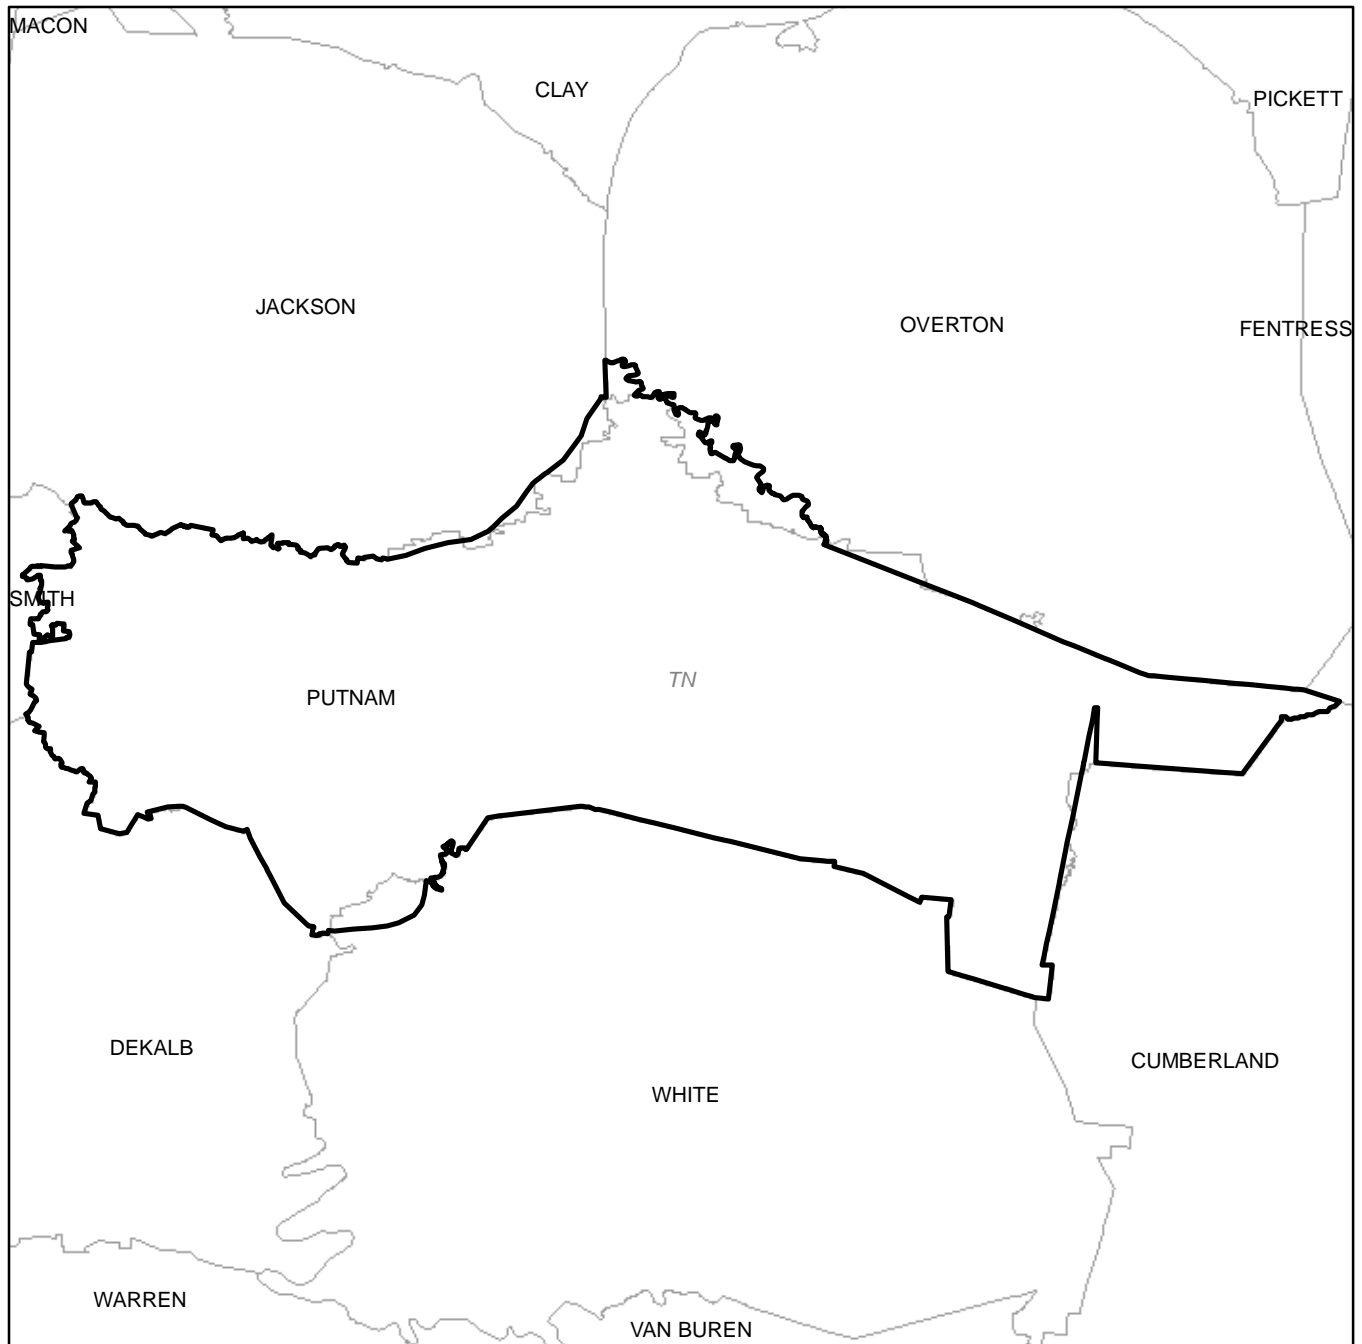 MACON
CLAY
PICKETT
JACKSON
OVERTON
FENTRESS
SMITH
TN
PUTNAM
DEKALB
CUMBERLAND
WHITE
WARREN
VAN BUREN